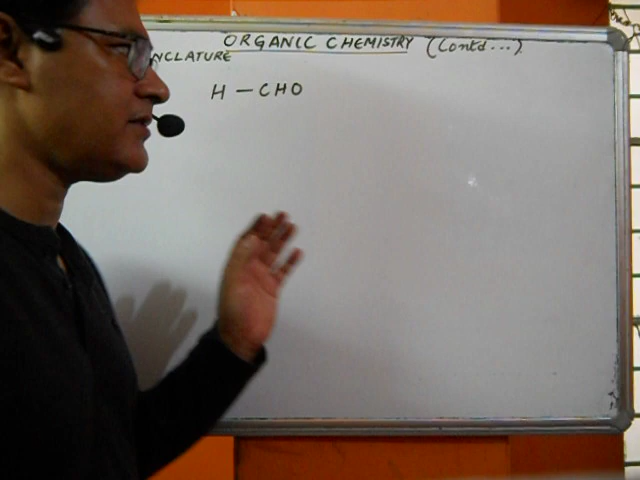 ORGANIC CHEMISTRY (Contd...)
NCLATURE
H — CHO